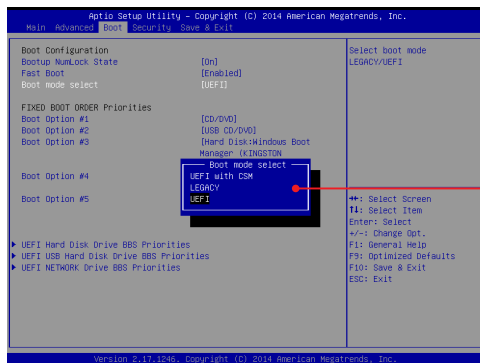 Aptio Setup Utility – Copyright (C) 2014 American Megatrends, Inc.
Main Advanced Boot Security Save & Exit
Boot Configuration
Bootup NumLock State [On]
Fast Boot [Enabled]
Boot mode select [UEFI]
FIXED BOOT ORDER Priorities
Boot Option #1 [CD/DVD]
Boot Option #2 [USB CD/DVD]
Boot Option #3 [Hard Disk:Windows Boot
Manager (KINGSTON
Boot mode select
UEFI with CSM
LEGACY
UEFI
Boot Option #4
Boot Option #5
UEFI Hard Disk Drive BBS Priorities
UEFI USB Hard Disk Drive BBS Priorities
UEFI NETWORK Drive BBS Priorities
Select boot mode
LEGACY/UEFI
→←: Select Screen
↑↓: Select Item
Enter: Select
+/-: Change Opt.
F1: General Help
F9: Optimized Defaults
F10: Save & Exit
ESC: Exit
Version 2.17.1246. Copyright (C) 2014 American Megatrends, Inc.